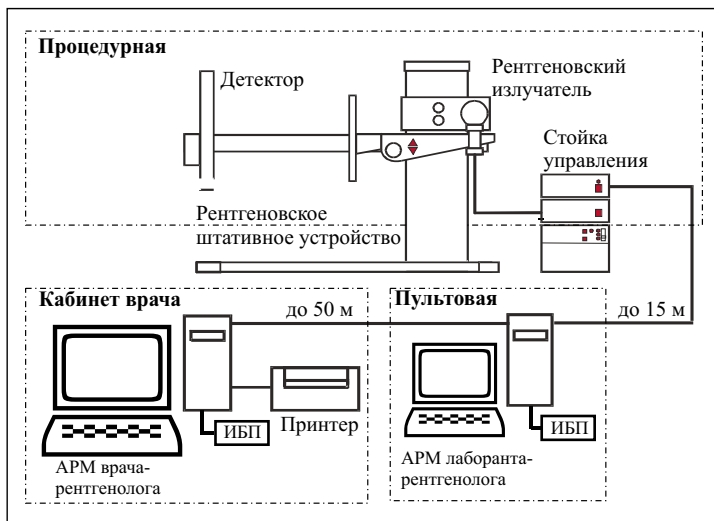 Процедурная
Детектор
Рентгеновский
излучатель
Стойка
управления
Рентгеновское
штативное устройство
Кабинет врача
до 50 м
Пультовая
до 15 м
ИБП
Принтер
ИБП
АРМ врача-
рентгенолога
АРМ лаборанта-
рентгенолога